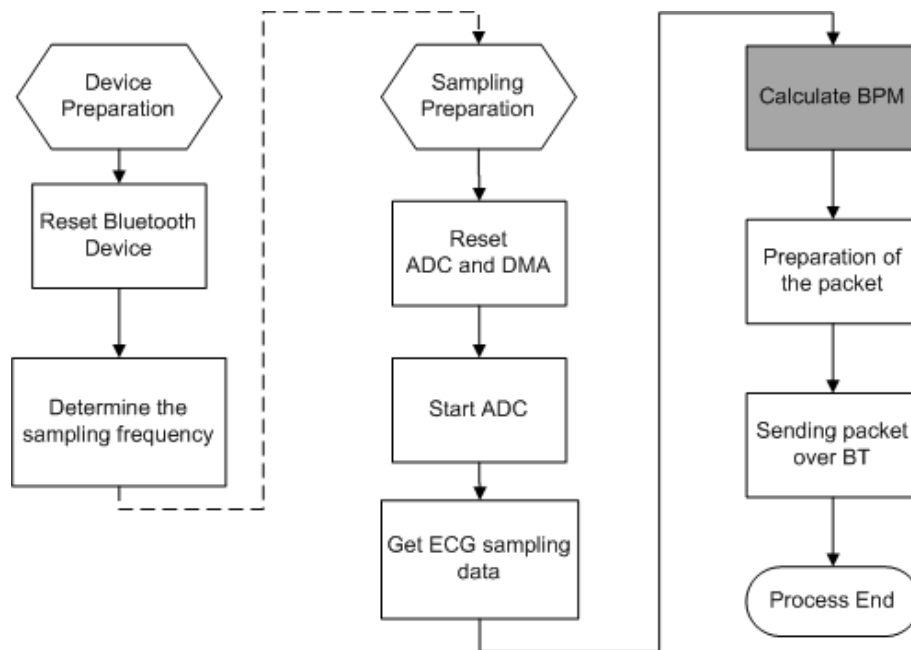 Device
Preparation
Reset Bluetooth
Device
Determine the
sampling frequency
Sampling
Preparation
Reset
ADC and DMA
Start ADC
Get ECG sampling
data
Calculate BPM
Preparation of
the packet
Sending packet
over BT
Process End